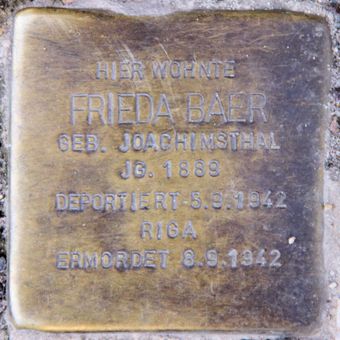 HIER WOHNTE
FRIEDA BAER
GEB. JOACHIMSTHAL
JG. 1889
DEPORTIERT 5.9.1942
RIGA
ERMORDET 8.9.1942